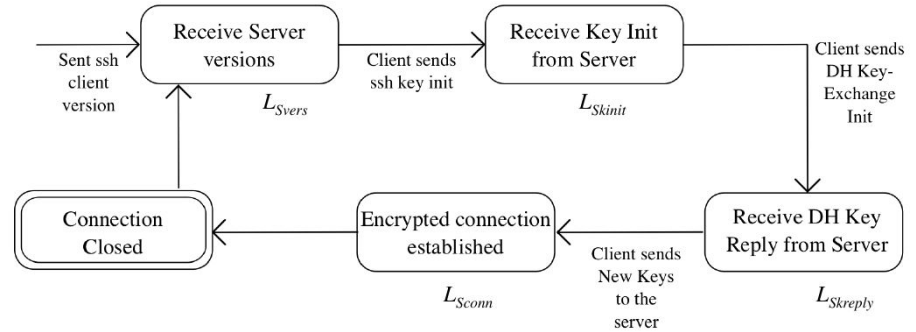 Receive Server
versions
Receive Key Init
from Server
Sent ssh
client
version
Client sends
ssh key init
Client sends
DH Key-
Exchange
Init
L_Svers
L_Skinit
Connection
Closed
Encrypted connection
established
Receive DH Key
Reply from Server
Client sends
New Keys
to the
server
L_Sconn
L_Skreply